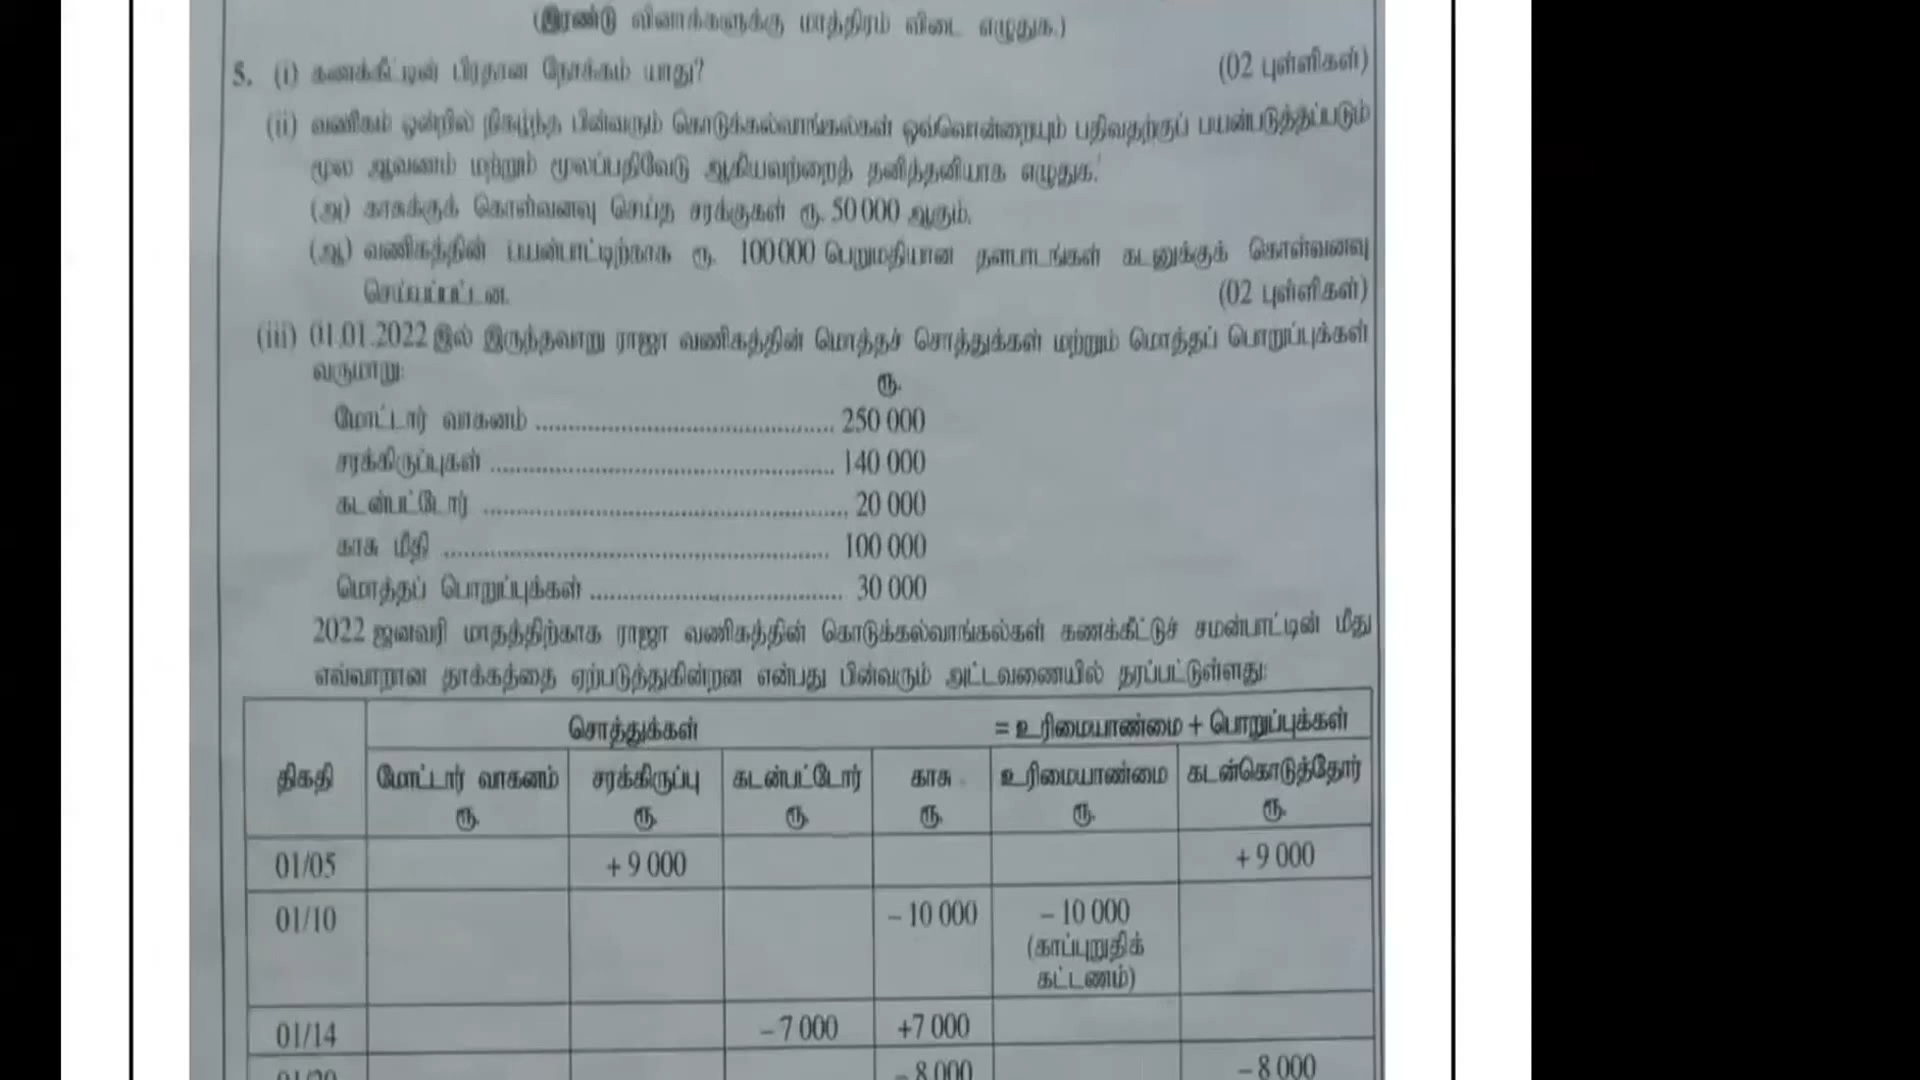 (இரண்டு வினாக்களுக்கு மாத்திரம் விடை எழுதுக.)
5. (i) கணக்கீட்டின் பிரதான நோக்கம் யாது? (02 புள்ளிகள்)
(ii) வணிகம் ஒன்றில் நிகழ்ந்த பின்வரும் கொடுக்கல்வாங்கல்கள் ஒவ்வொன்றையும் பதிவதற்குப் பயன்படுத்தப்படும்
மூல ஆவணம் மற்றும் மூலப்பதிவேடு ஆகியவற்றைத் தனித்தனியாக எழுதுக.
(அ) காசுக்குக் கொள்வனவு செய்த சரக்குகள் ரூ. 50 000 ஆகும்.
(ஆ) வணிகத்தின் பயன்பாட்டிற்காக ரூ. 100 000 பெறுமதியான தளபாடங்கள் கடனுக்குக் கொள்வனவு
செய்யப்பட்டன. (02 புள்ளிகள்)
(iii) 01.01.2022 இல் இருந்தவாறு ராஜா வணிகத்தின் மொத்தச் சொத்துக்கள் மற்றும் மொத்தப் பொறுப்புக்கள்
வருமாறு:
ரூ.
மோட்டார் வாகனம் ........................................ 250 000
சரக்கிருப்புகள் ............................................... 140 000
கடன்பட்டோர் ................................................. 20 000
காசு மீதி .................................................... 100 000
மொத்தப் பொறுப்புக்கள் .................................. 30 000
2022 ஜனவரி மாதத்திற்காக ராஜா வணிகத்தின் கொடுக்கல்வாங்கல்கள் கணக்கீட்டுச் சமன்பாட்டின் மீது
எவ்வாறான தாக்கத்தை ஏற்படுத்துகின்றன என்பது பின்வரும் அட்டவணையில் தரப்பட்டுள்ளது:
சொத்துக்கள் = உரிமையாண்மை + பொறுப்புக்கள்
திகதி மோட்டார் வாகனம் சரக்கிருப்பு கடன்பட்டோர் காசு உரிமையாண்மை கடன்கொடுத்தோர்
ரூ. ரூ. ரூ. ரூ. ரூ. ரூ.
01/05 + 9 000 + 9 000
01/10 – 10 000 – 10 000
(காப்புறுதிக்
கட்டணம்)
01/14 – 7 000 +7 000
01/20 – 8 000 – 8 000